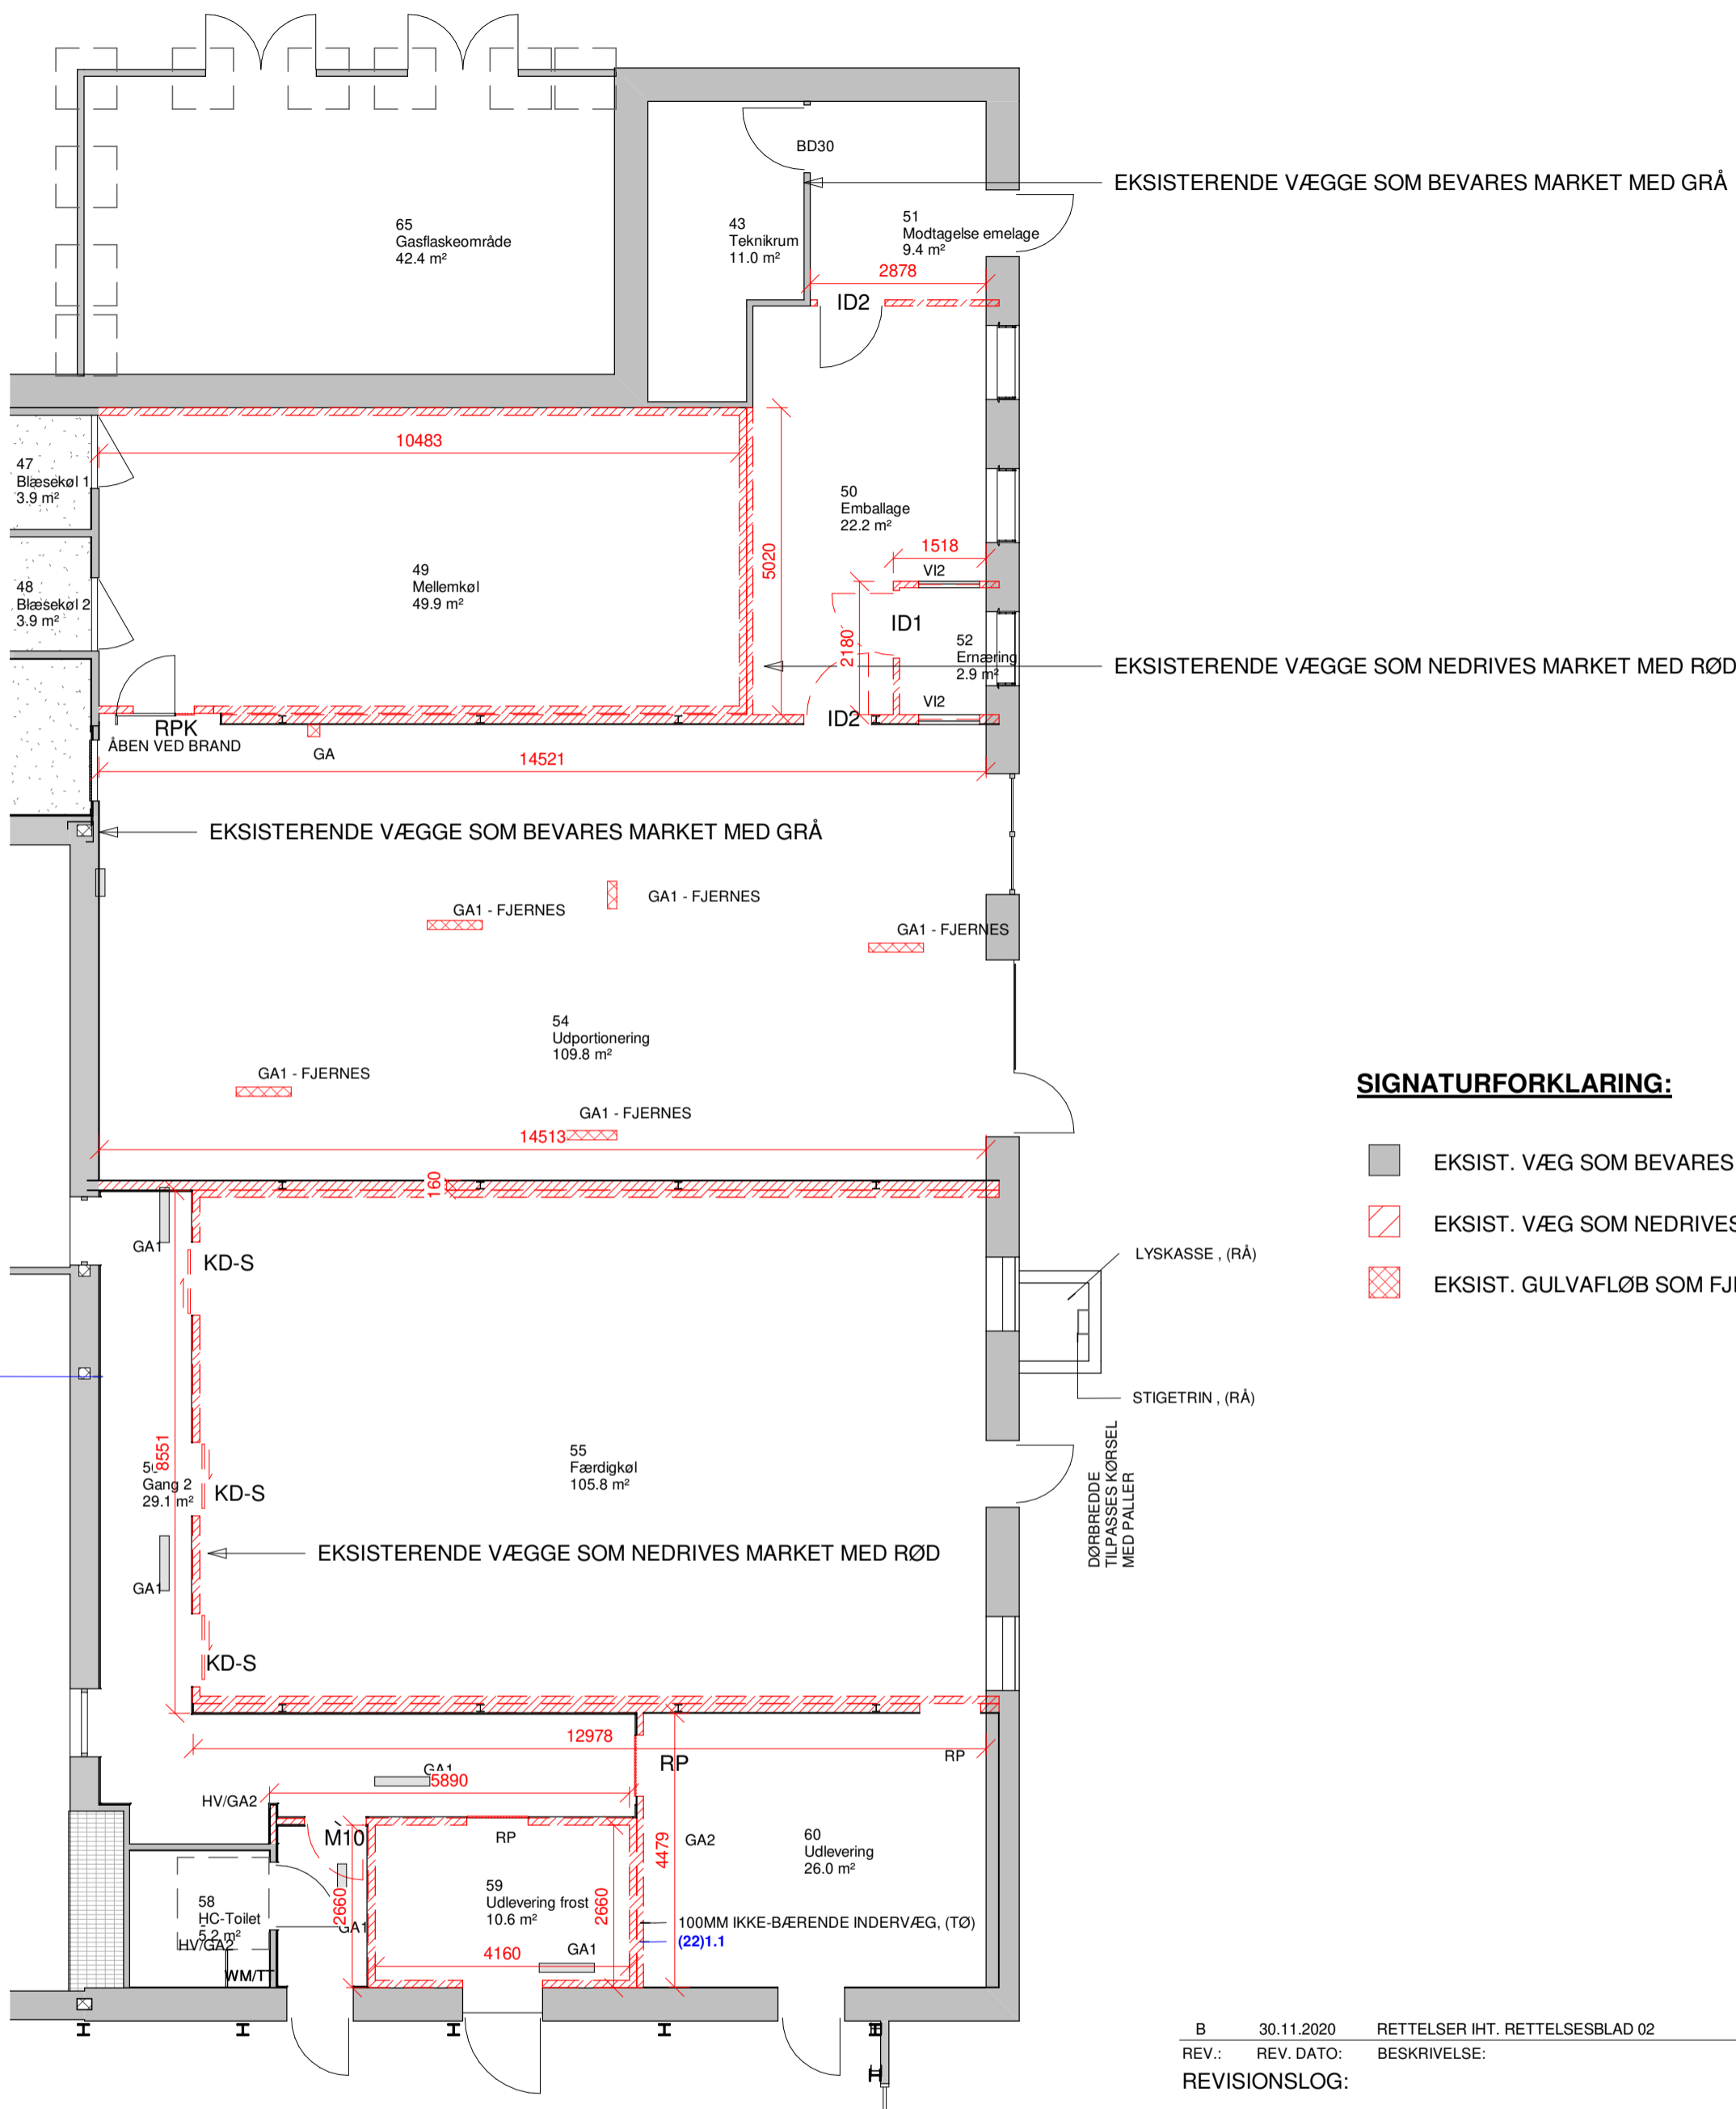 BD30
EKSISTERENDE VÆGGE SOM BEVARES MARKET MED GRÅ
65
Gasflaskeområde
42.4 m²
43
Teknikrum
11.0 m²
51
Modtagelse emelage
9.4 m²
2878
ID2
10483
47
Blæsekøl 1
3.9 m²
50
Emballage
22.2 m²
5020
1518
VI2
49
Mellemkøl
49.9 m²
48
Blæsekøl 2
3.9 m²
ID1
2180
52
Ernæring
2.9 m²
EKSISTERENDE VÆGGE SOM NEDRIVES MARKET MED RØD
VI2
ID2
RPK
ÅBEN VED BRAND
GA
14521
EKSISTERENDE VÆGGE SOM BEVARES MARKET MED GRÅ
GA1 - FJERNES
GA1 - FJERNES
GA1 - FJERNES
54
Udportionering
109.8 m²
GA1 - FJERNES
GA1 - FJERNES
14513
160
SIGNATURFORKLARING:
EKSIST. VÆG SOM BEVARES
EKSIST. VÆG SOM NEDRIVES
EKSIST. GULVAFLØB SOM
GA1
KD-S
LYSKASSE , (RÅ)
STIGETRIN , (RÅ)
8551
Gang 2
29.1 m²
55
Færdigkøl
105.8 m²
KD-S
DØRBREDDE
TILPASSES KØRSEL
MED PALLER
EKSISTERENDE VÆGGE SOM NEDRIVES MARKET MED RØD
GA1
KD-S
12978
RP
RP
GA1
5890
HV/GA2
M10
RP
4479
GA2
60
Udlevering
26.0 m²
58
HC-Toilet
5.2 m²
HV/GA2
WM/TT
2660
GA1
59
Udlevering frost
10.6 m²
2660
4160
GA1
100MM IKKE-BÆRENDE INDERVÆG, (TØ)
(22)1.1
B 30.11.2020 RETTELSER IHT. RETTELSESBLAD 02
REV.: REV. DATO: BESKRIVELSE:
REVISIONSLOG: